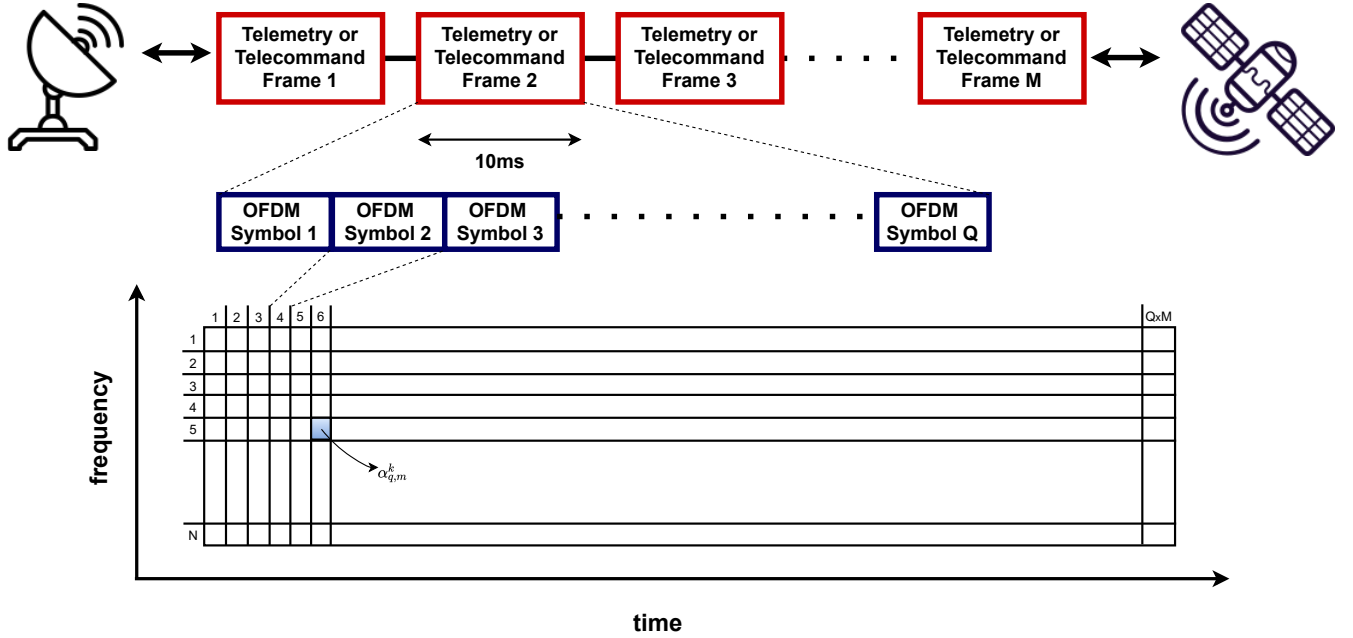 Telemetry or
Telecommand
Frame 1
Telemetry or
Telecommand
Frame 2
Telemetry or
Telecommand
Frame 3
Telemetry or
Telecommand
Frame M
10ms
OFDM
Symbol 1
OFDM
Symbol 2
OFDM
Symbol 3
OFDM
Symbol Q
1 2 3 4 5 6 QxM
1
2
3
4
5
N
α^k_{q,m}
frequency
time